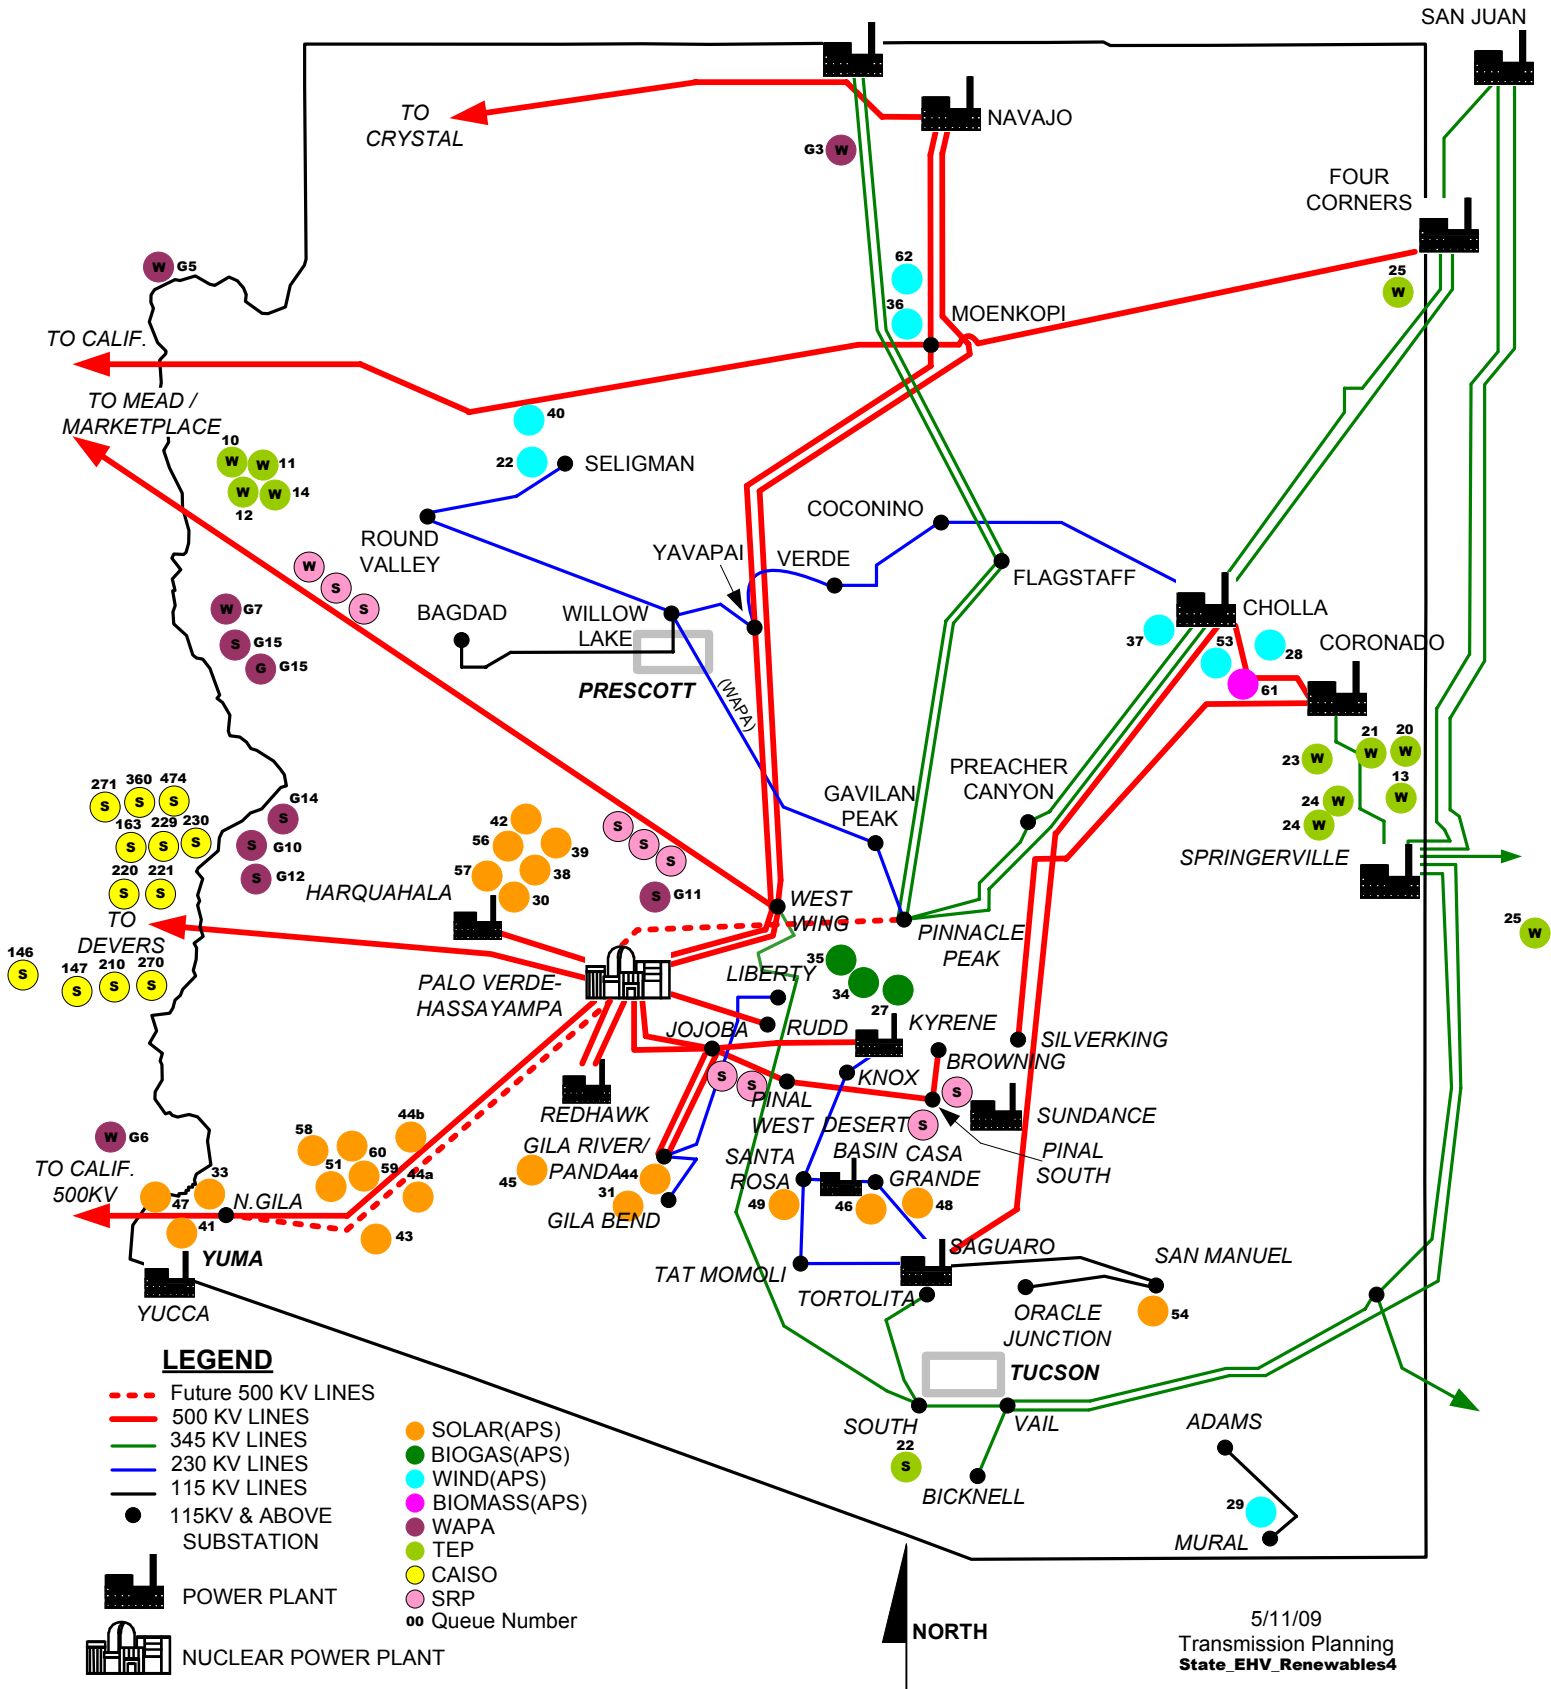 SAN JUAN
TO
CRYSTAL
NAVAJO
G3
W
FOUR
CORNERS
W
G5
62
25
W
36
MOENKOPI
TO CALIF.
TO MEAD /
MARKETPLACE
40
10
W
W
11
22
SELIGMAN
W
W
14
12
COCONINO
ROUND
VALLEY
YAVAPAI
VERDE
FLAGSTAFF
W
S
S
W
G7
BAGDAD
WILLOW
LAKE
CHOLLA
37
53
28
CORONADO
S
G15
G
G15
PRESCOTT
(WAPA)
61
21
20
W
W
23
W
PREACHER
CANYON
13
W
271
360
474
S
S
S
G14
S
GAVILAN
PEAK
24
W
24
W
163
229
230
S
S
S
S
G10
42
56
39
57
38
30
S
S
S
SPRINGERVILLE
220
221
S
S
S
G12
HARQUAHALA
S
G11
WEST
WING
TO
DEVERS
PINNACLE
PEAK
25
W
146
S
147
210
270
S
S
S
PALO VERDE-
HASSAYAMPA
LIBERTY
35
34
27
JOJOBA
RUDD
KYRENE
BROWNING
SILVERKING
KNOX
S
S
REDHAWK
PINAL
WEST
DESERT
BASIN
S
S
CASA
GRANDE
SUNDANCE
PINAL
SOUTH
W
G6
58
60
44b
51
59
44a
GILA RIVER/
PANDA
45
44
31
GILA BEND
SANTA
ROSA
49
46
48
TO CALIF.
500KV
33
47
41
N.GILA
43
YUMA
YUCCA
TAT MOMOLI
SAGUARO
TORTOLITA
SAN MANUEL
ORACLE
JUNCTION
54
TUCSON
SOUTH
VAIL
22
S
BICKNELL
ADAMS
29
MURAL
LEGEND
Future 500 KV LINES
500 KV LINES
345 KV LINES
230 KV LINES
115 KV LINES
115KV & ABOVE
SUBSTATION
POWER PLANT
NUCLEAR POWER PLANT
SOLAR(APS)
BIOGAS(APS)
WIND(APS)
BIOMASS(APS)
WAPA
TEP
CAISO
SRP
00 Queue Number
NORTH
5/11/09
Transmission Planning
State_EHV_Renewables4